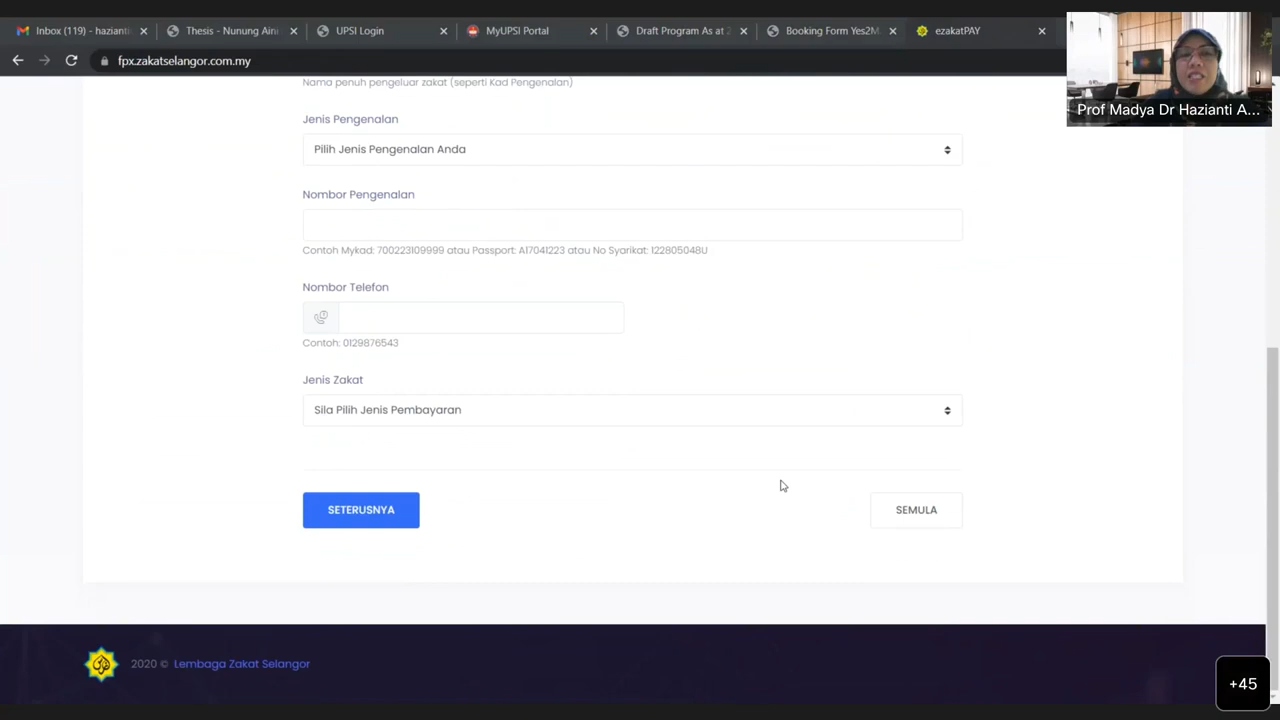 Inbox (119) - hazianti
Thesis - Nunung Aini
UPSI Login
MyUPSI Portal
Draft Program As at 2
Booking Form Yes2M
ezakatPAY
fpx.zakatselangor.com.my
Prof Madya Dr Hazianti A...
Nama penuh pengeluar zakat (seperti Kad Pengenalan)
Jenis Pengenalan
Pilih Jenis Pengenalan Anda
Nombor Pengenalan
Contoh Mykad: 700223109999 atau Passport: A17041223 atau No Syarikat: 122805048U
Nombor Telefon
Contoh: 0129876543
Jenis Zakat
Sila Pilih Jenis Pembayaran
SETERUSNYA
SEMULA
2020 © Lembaga Zakat Selangor
+45